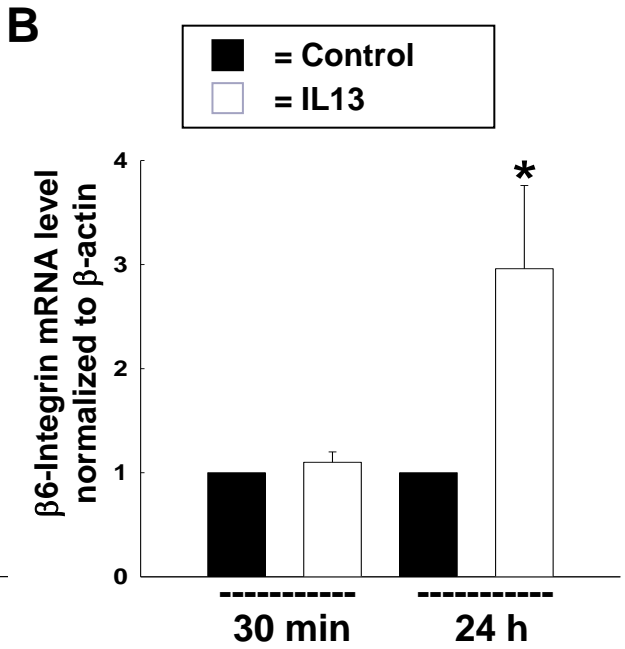 B
= Control
= IL13
β6-Integrin mRNA level
normalized to β-actin
4
*
3
2
1
0
-----------
-----------
30 min
24 h